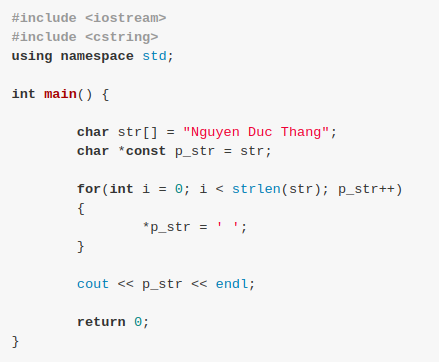 #include <iostream>
#include <cstring>
using namespace std;
int main() {
char str[] = "Nguyen Duc Thang";
char *const p_str = str;
for(int i = 0; i < strlen(str); p_str++)
{
*p_str = ' ';
}
cout << p_str << endl;
return 0;
}